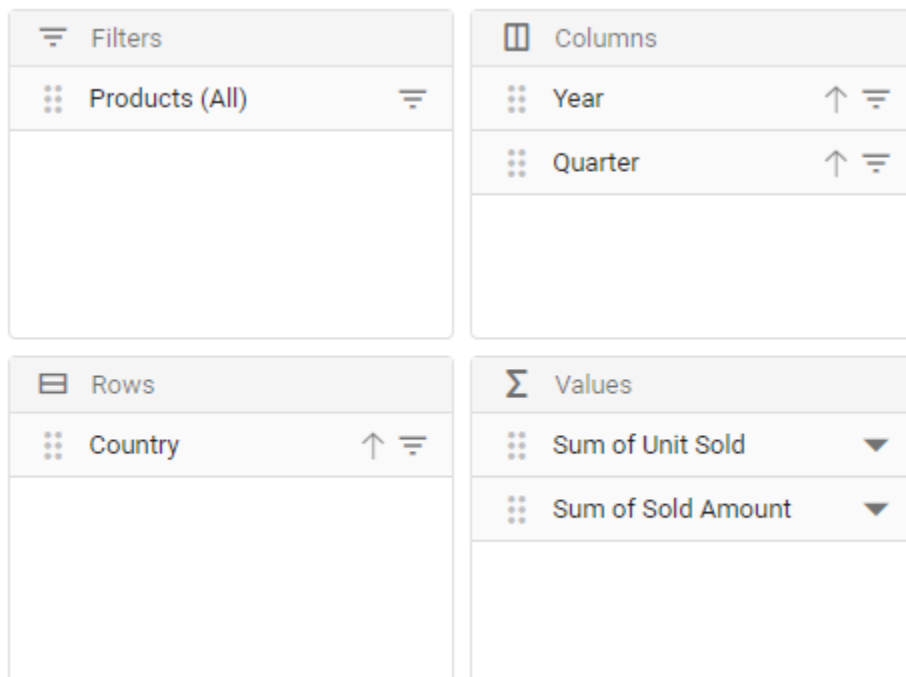 Filters
Products (All)
Columns
Year
Quarter
Rows
Country
Values
Sum of Unit Sold
Sum of Sold Amount